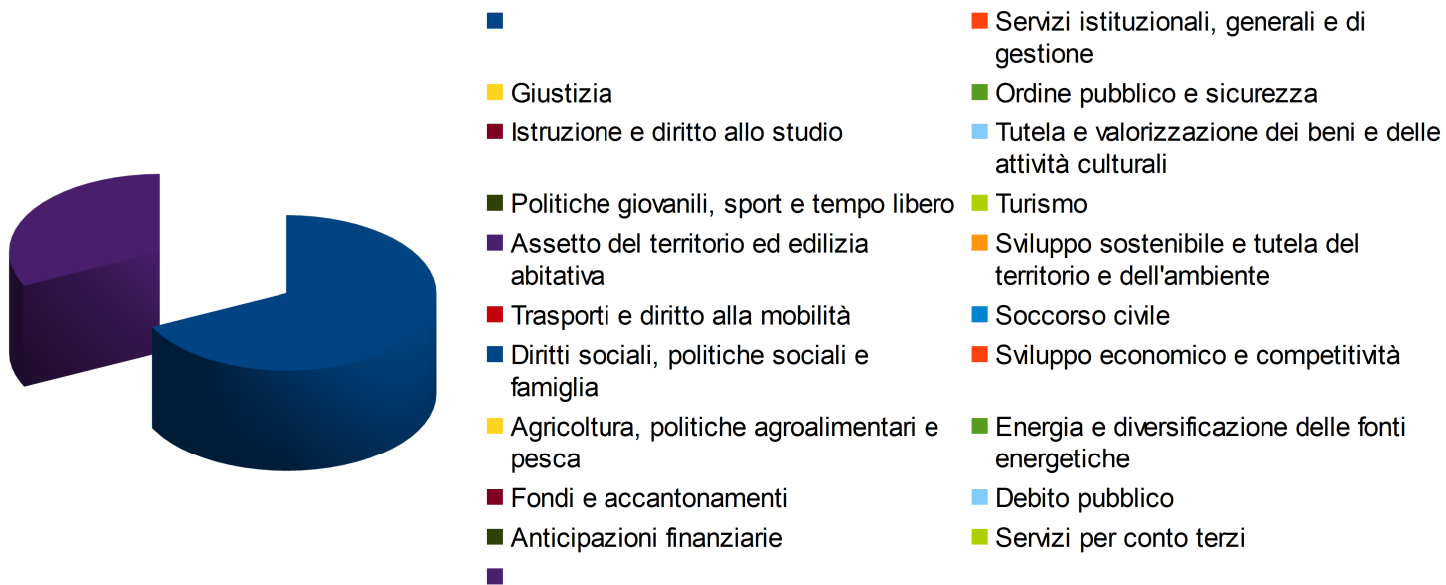 Servizi istituzionali, generali e di
gestione
Giustizia
Ordine pubblico e sicurezza
Istruzione e diritto allo studio
Tutela e valorizzazione dei beni e delle
attività culturali
Politiche giovanili, sport e tempo libero
Turismo
Assetto del territorio ed edilizia
abitativa
Sviluppo sostenibile e tutela del
territorio e dell'ambiente
Trasporti e diritto alla mobilità
Soccorso civile
Diritti sociali, politiche sociali e
famiglia
Sviluppo economico e competitività
Agricoltura, politiche agroalimentari e
pesca
Energia e diversificazione delle fonti
energetiche
Fondi e accantonamenti
Debito pubblico
Anticipazioni finanziarie
Servizi per conto terzi